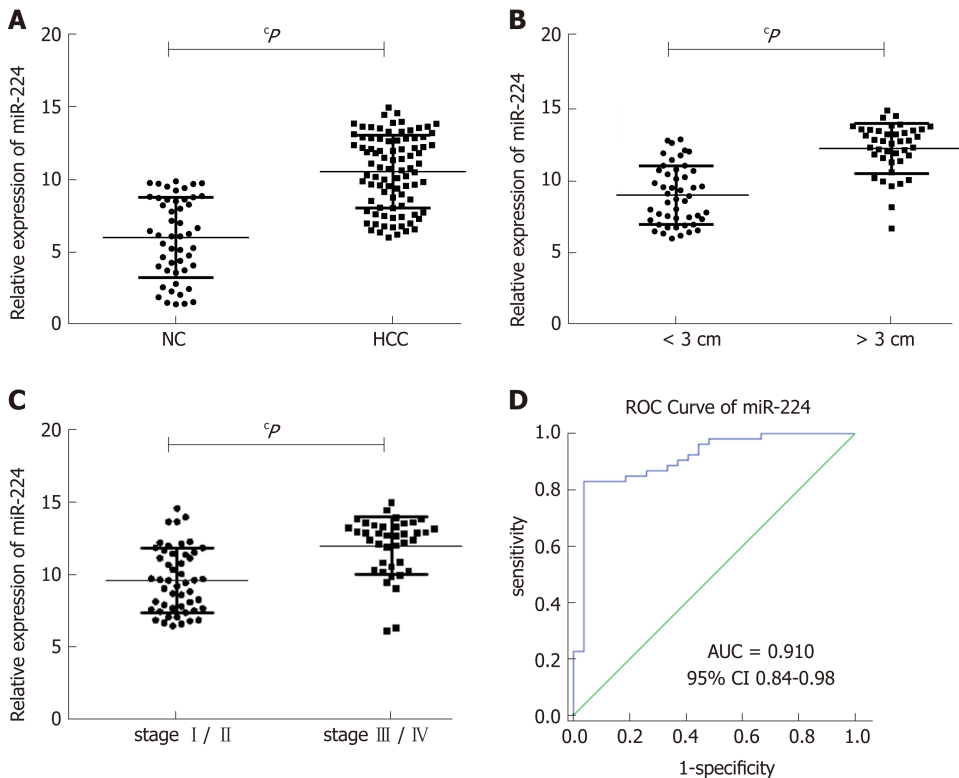 A
Relative expression of miR-224
20
15
10
5
0
cP
NC
HCC
B
Relative expression of miR-224
20
15
10
5
0
cP
< 3 cm
> 3 cm
C
Relative expression of miR-224
20
15
10
5
0
cP
stage Ⅰ / Ⅱ
stage Ⅲ / Ⅳ
D
ROC Curve of miR-224
sensitivity
1.0
0.8
0.6
0.4
0.2
0.0
AUC = 0.910
95% CI 0.84-0.98
0.0 0.2 0.4 0.6 0.8 1.0
1-specificity